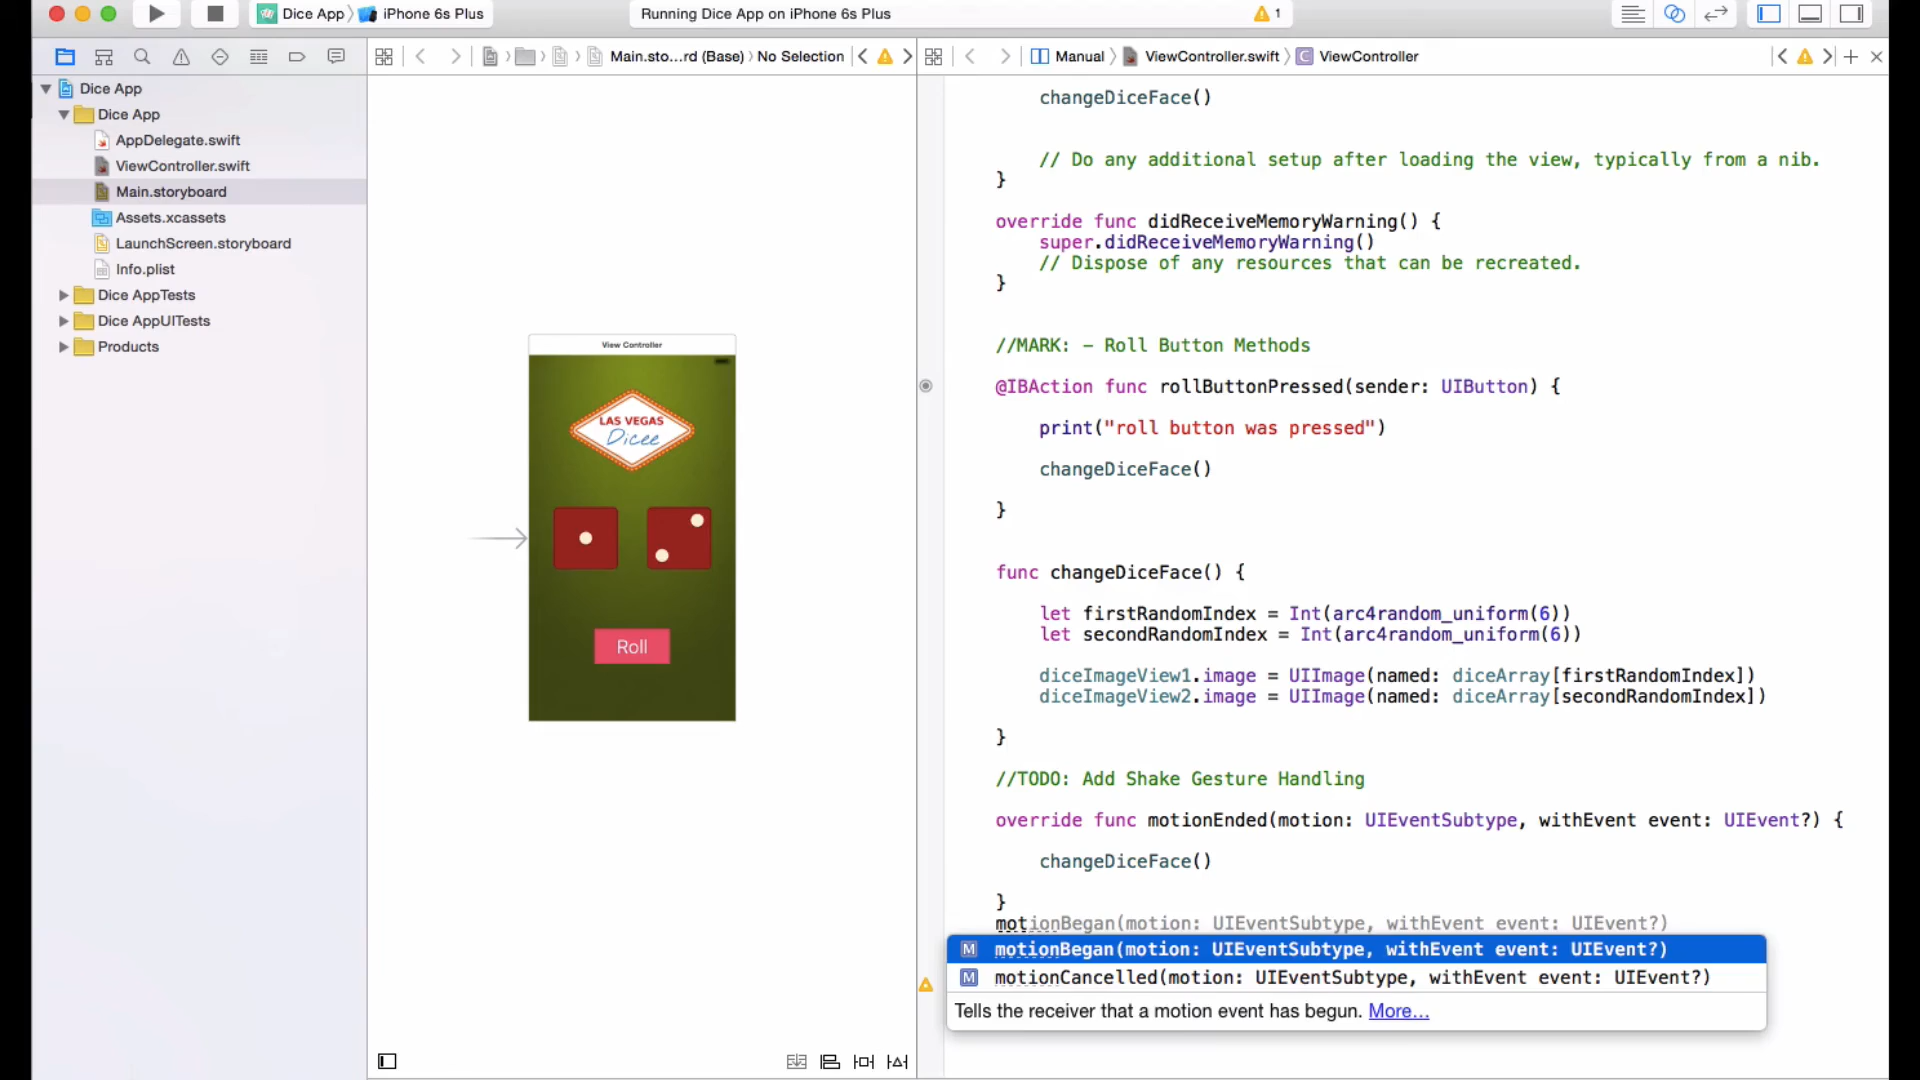 Dice App
iPhone 6s Plus
Running Dice App on iPhone 6s Plus
1
Main.sto...rd (Base)
No Selection
Manual
ViewController.swift
C
ViewController
Dice App
Dice App
AppDelegate.swift
ViewController.swift
Main.storyboard
Assets.xcassets
LaunchScreen.storyboard
Info.plist
Dice AppTests
Dice AppUITests
Products
View Controller
LAS VEGAS
Dicee
Roll
changeDiceFace()
// Do any additional setup after loading the view, typically from a nib.
}
override func didReceiveMemoryWarning() {
super.didReceiveMemoryWarning()
// Dispose of any resources that can be recreated.
}
//MARK: - Roll Button Methods
@IBAction func rollButtonPressed(sender: UIButton) {
print("roll button was pressed")
changeDiceFace()
}
func changeDiceFace() {
let firstRandomIndex = Int(arc4random_uniform(6))
let secondRandomIndex = Int(arc4random_uniform(6))
diceImageView1.image = UIImage(named: diceArray[firstRandomIndex])
diceImageView2.image = UIImage(named: diceArray[secondRandomIndex])
}
//TODO: Add Shake Gesture Handling
override func motionEnded(motion: UIEventSubtype, withEvent event: UIEvent?) {
changeDiceFace()
}
motionBegan(motion: UIEventSubtype, withEvent event: UIEvent?)
M motionBegan(motion: UIEventSubtype, withEvent event: UIEvent?)
M motionCancelled(motion: UIEventSubtype, withEvent event: UIEvent?)
Tells the receiver that a motion event has begun. More...